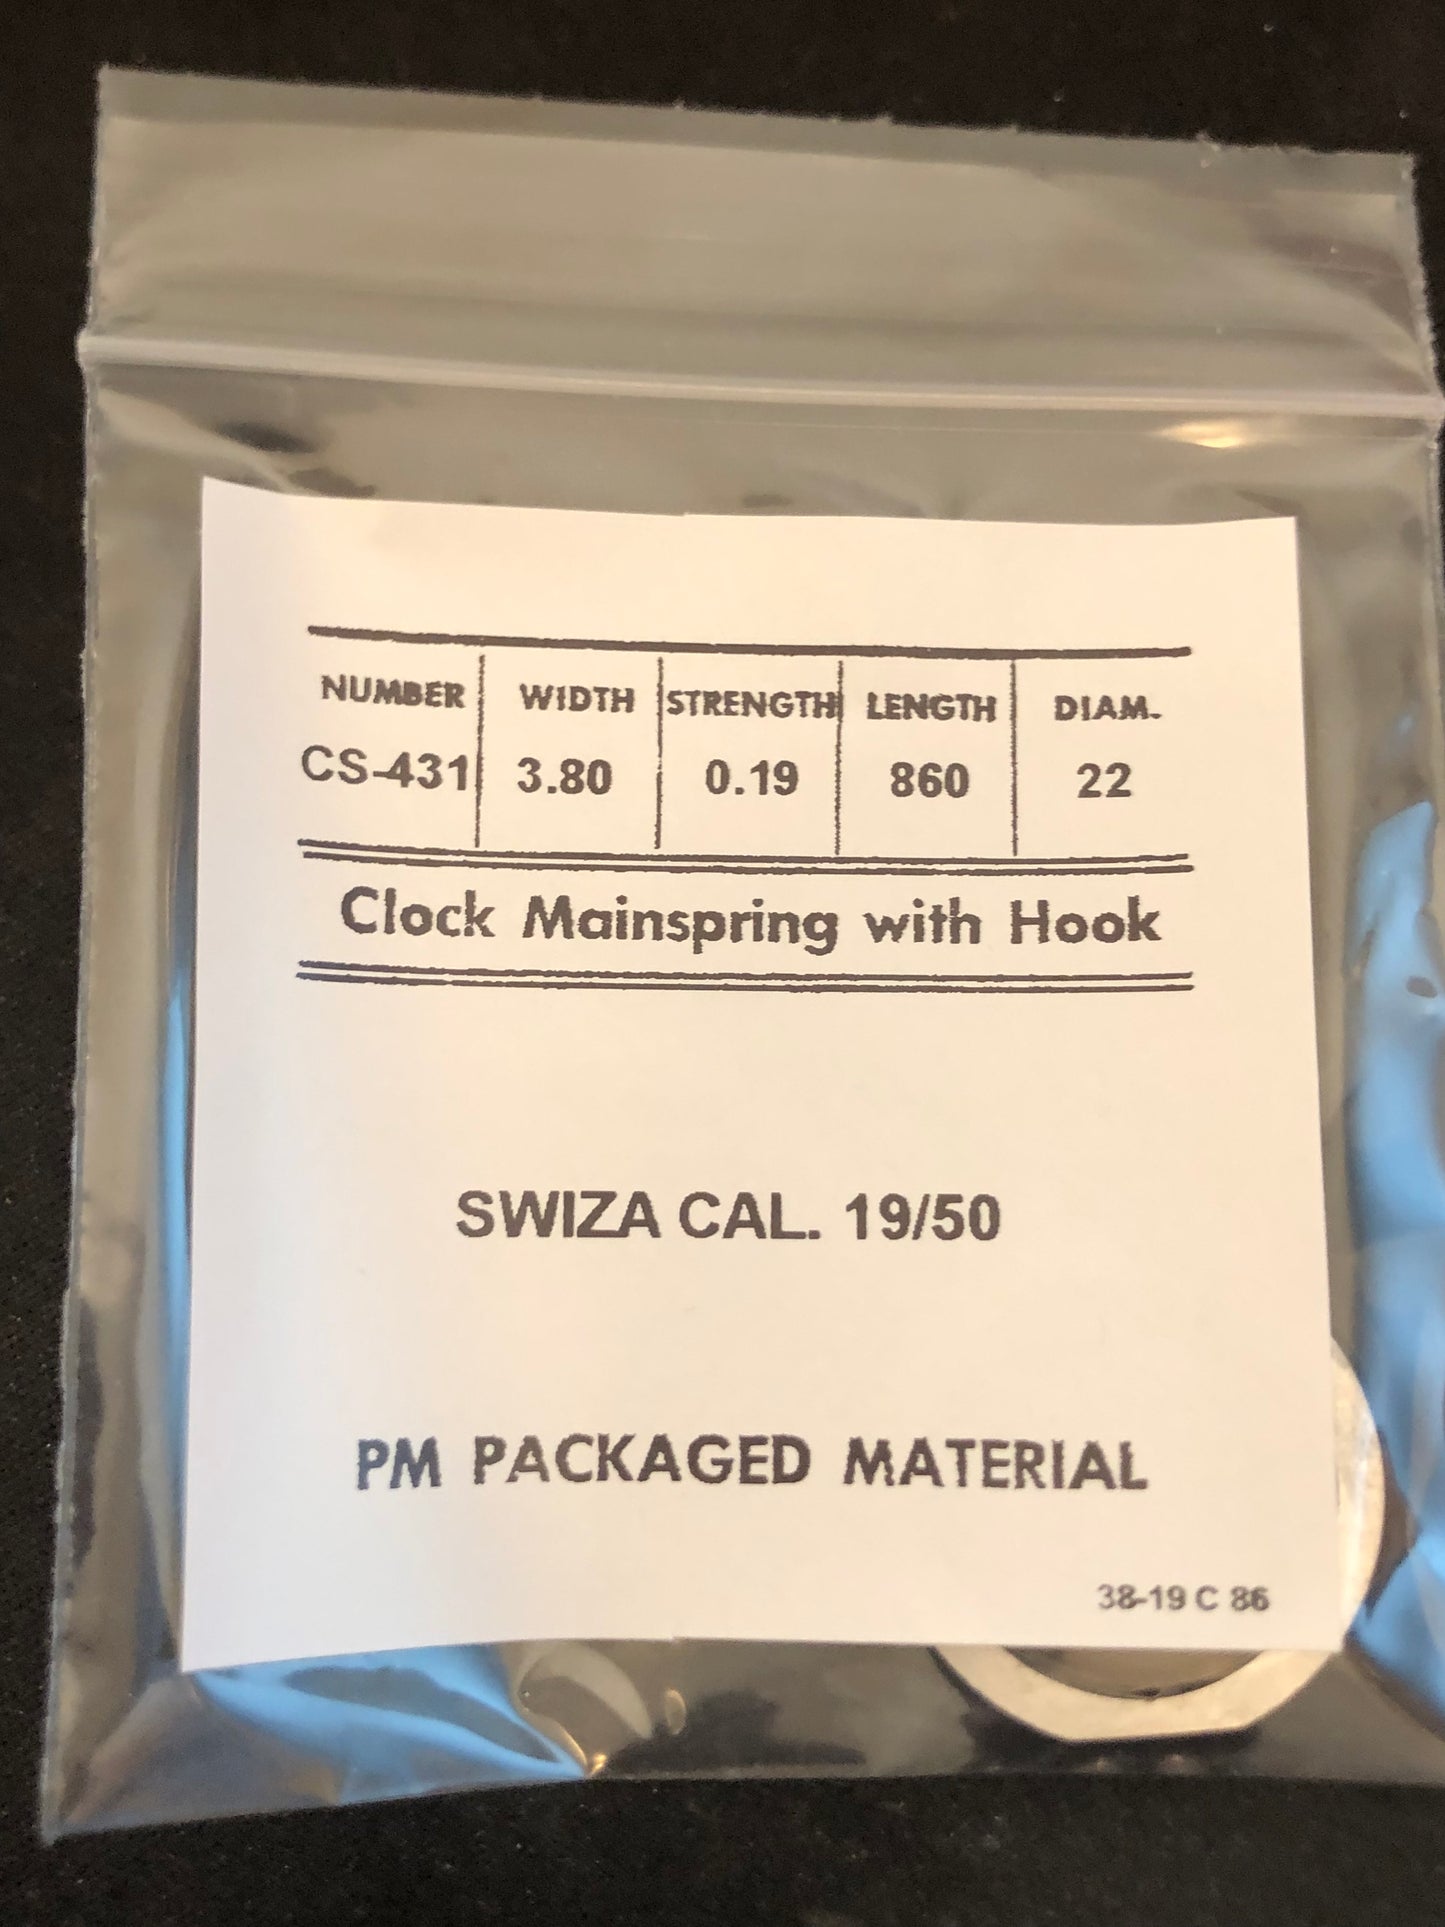 NUMBER WIDTH STRENGTH LENGTH DIAM.
CS-431 3.80 0.19 860 22
Clock Mainspring with Hook
SWIZA CAL. 19/50
PM PACKAGED MATERIAL
38-19 C 86